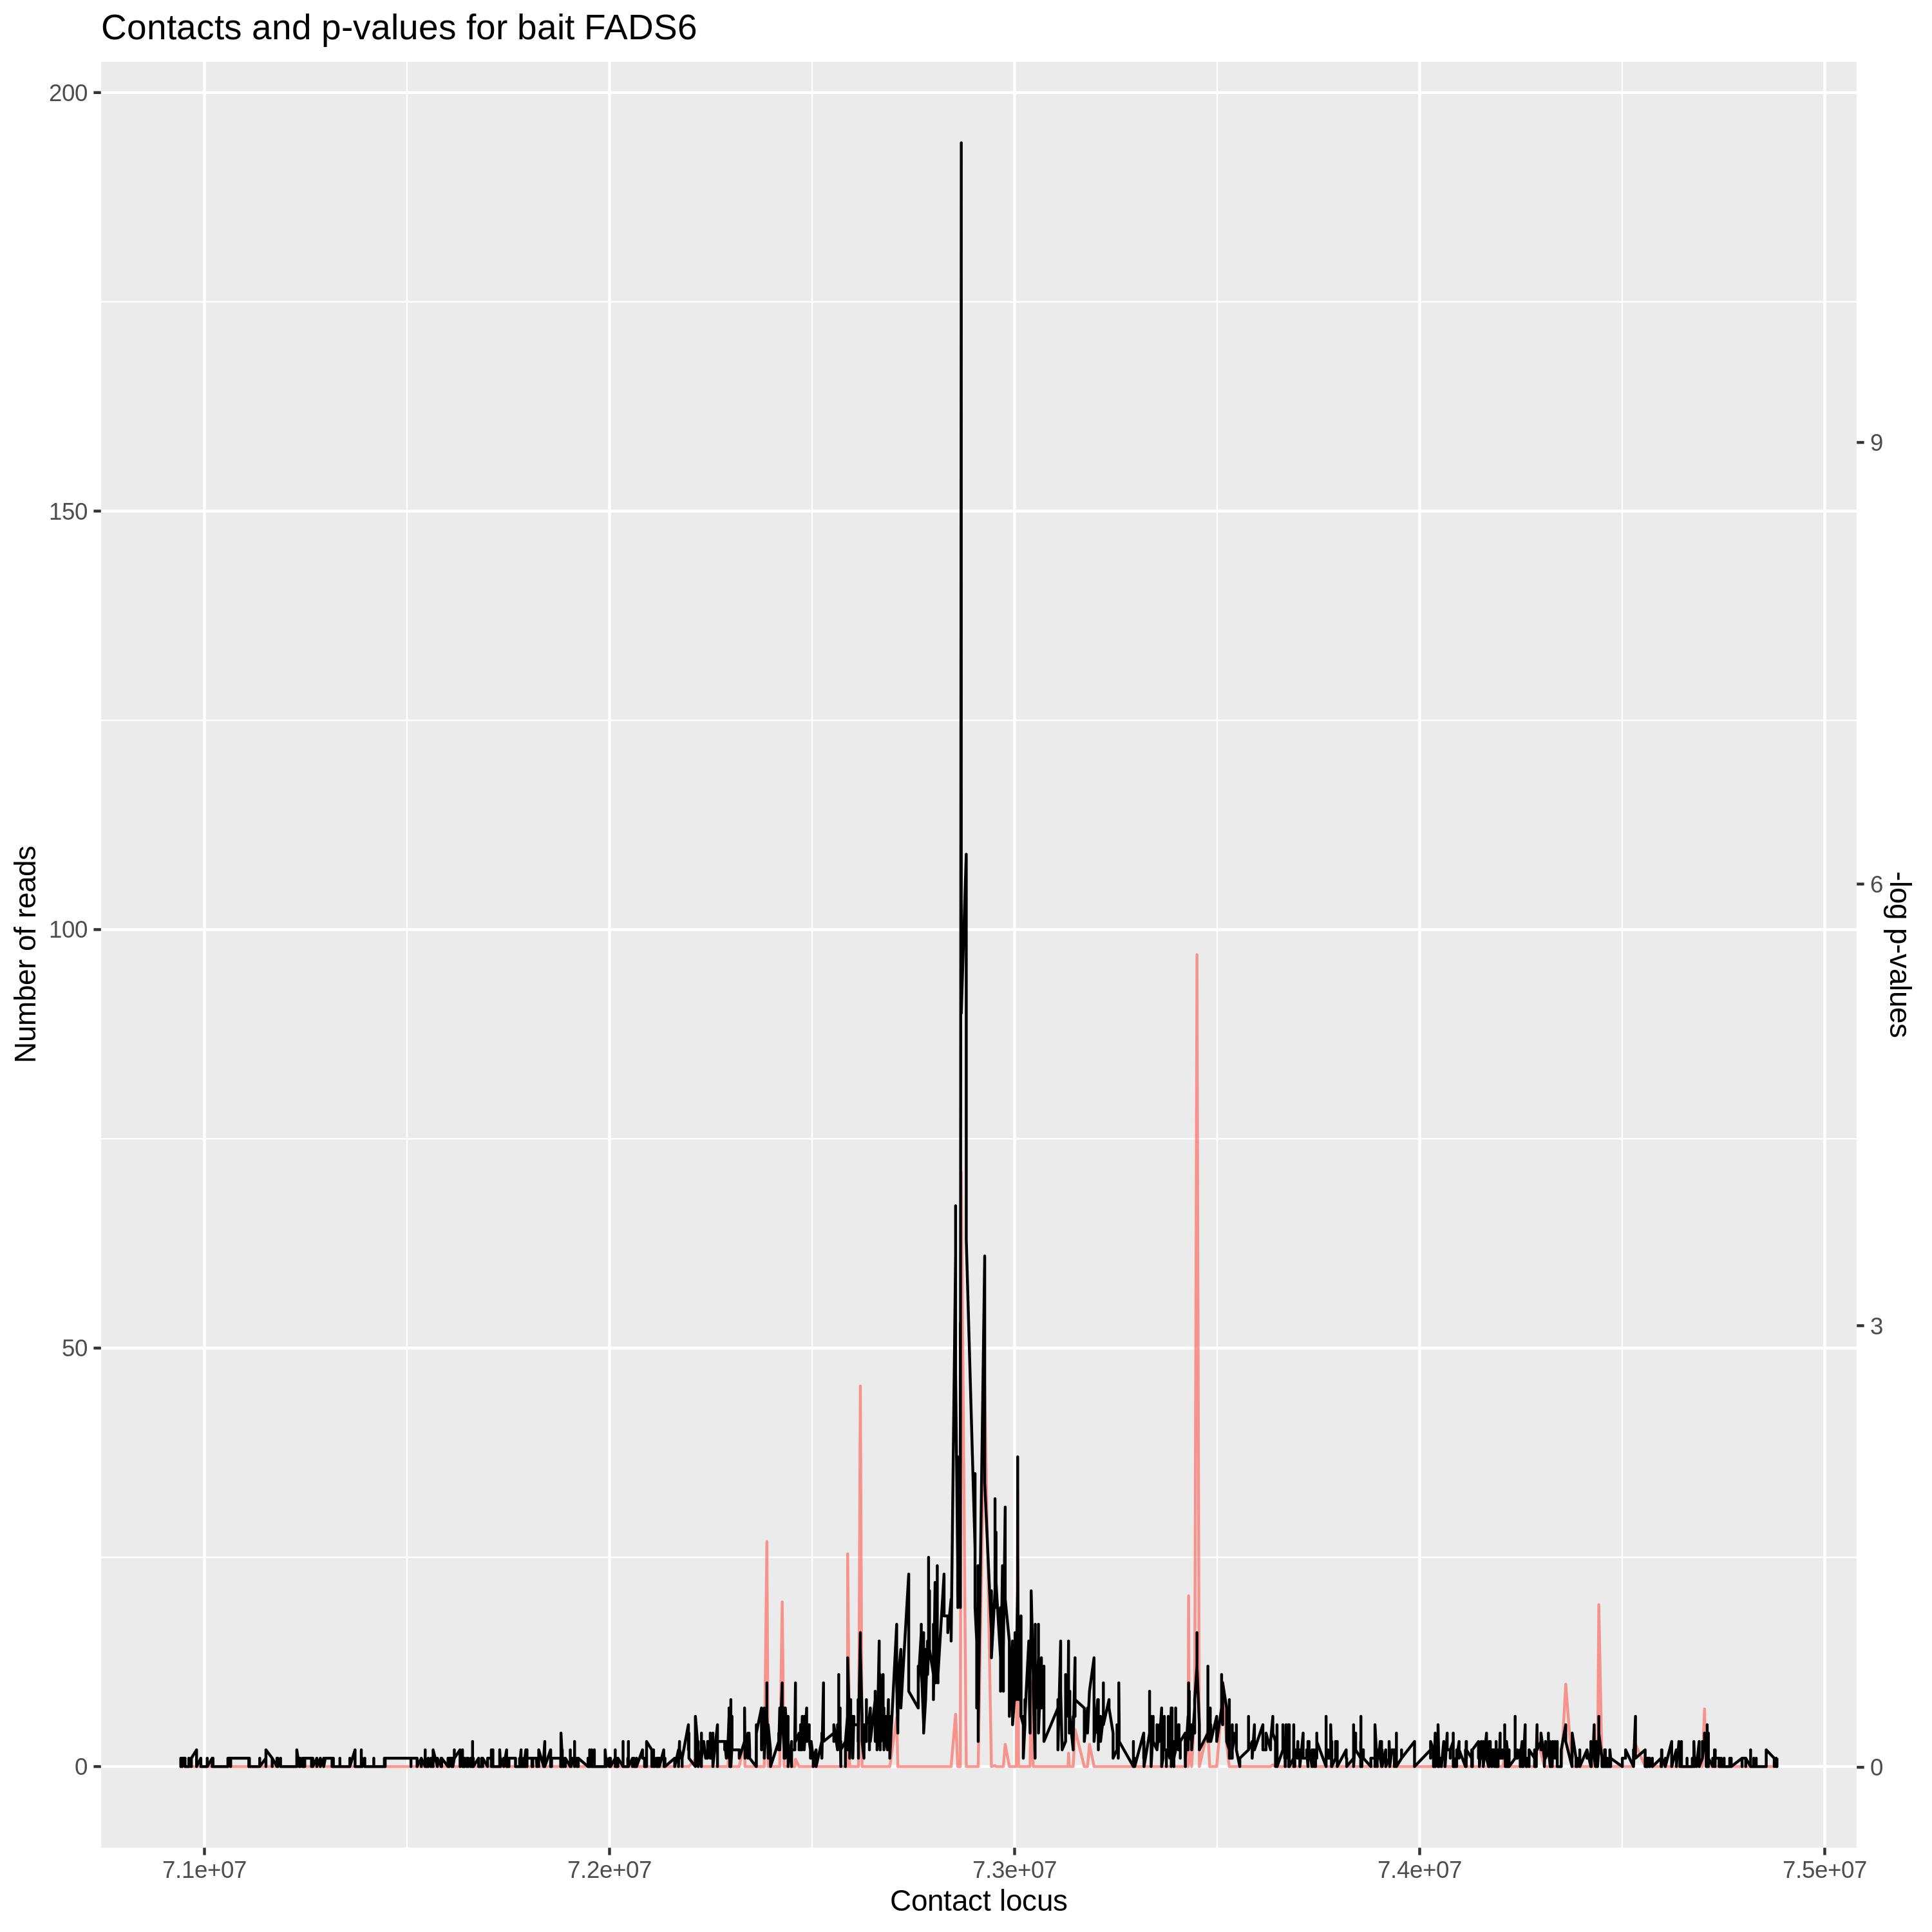 Contacts and p-values for bait FADS6
200
150
100
50
0
Number of reads
9
6
3
0
-log p-values
7.1e+07
7.2e+07
7.3e+07
7.4e+07
7.5e+07
Contact locus